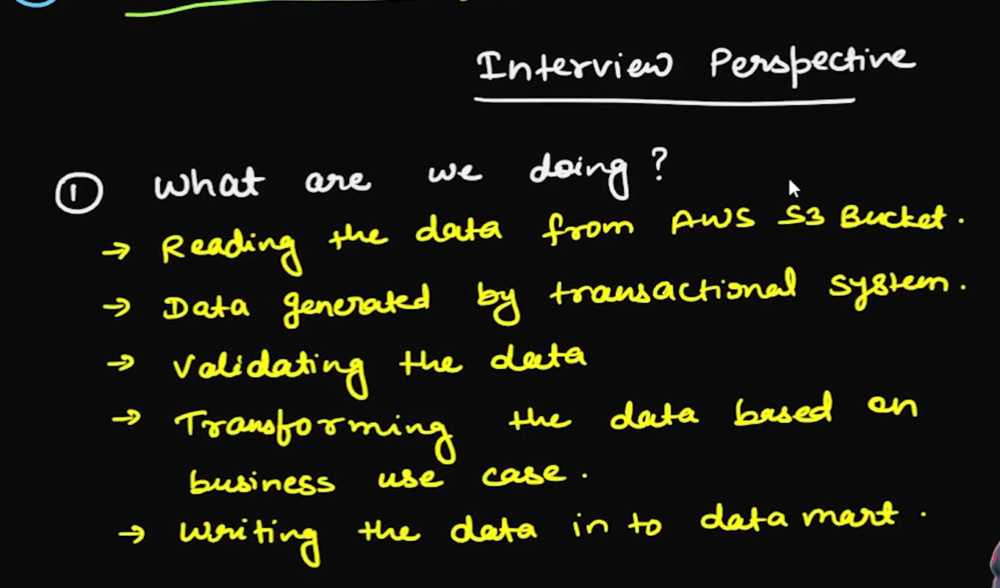 Interview Perspective
① What are we doing?
→ Reading the data from AWS S3 Bucket.
→ Data generated by transactional system.
→ Validating the data
→ Transforming the data based on
business use case.
→ Writing the data in to data mart.